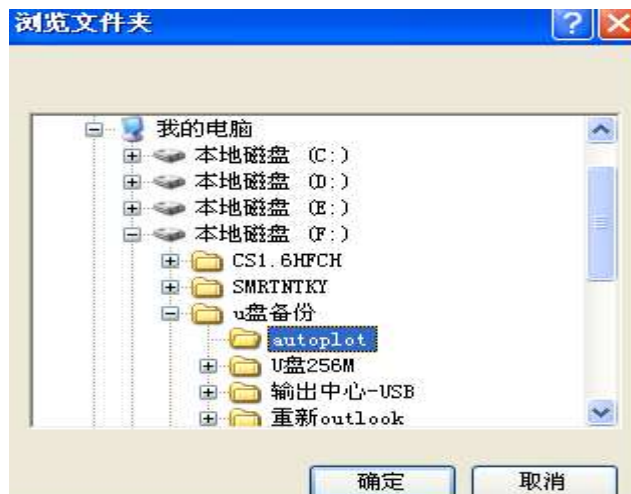 浏览文件夹
我的电脑
本地磁盘 (C:)
本地磁盘 (D:)
本地磁盘 (E:)
本地磁盘 (F:)
CS1.6HFCH
SMRTNTKY
u盘备份
autoplot
U盘256M
输出中心-USB
重新outlook
确定 取消